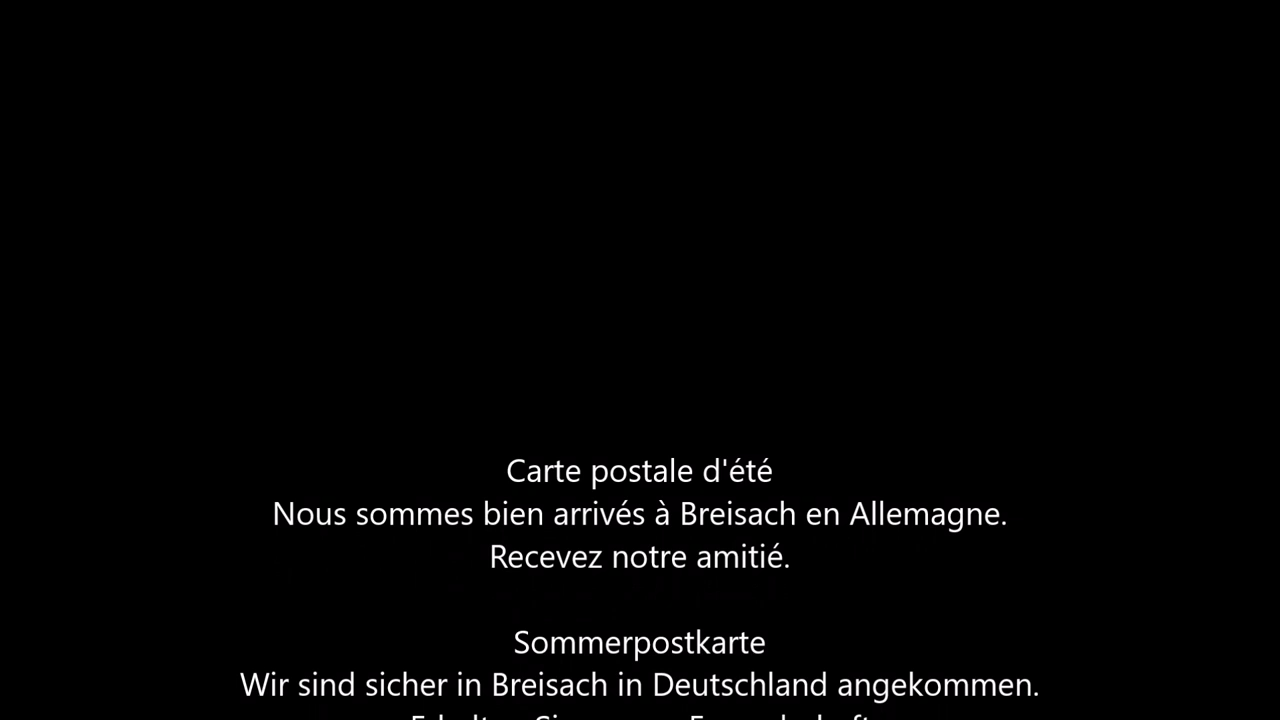 Carte postale d'été
Nous sommes bien arrivés à Breisach en Allemagne.
Recevez notre amitié.
Sommerpostkarte
Wir sind sicher in Breisach in Deutschland angekommen.